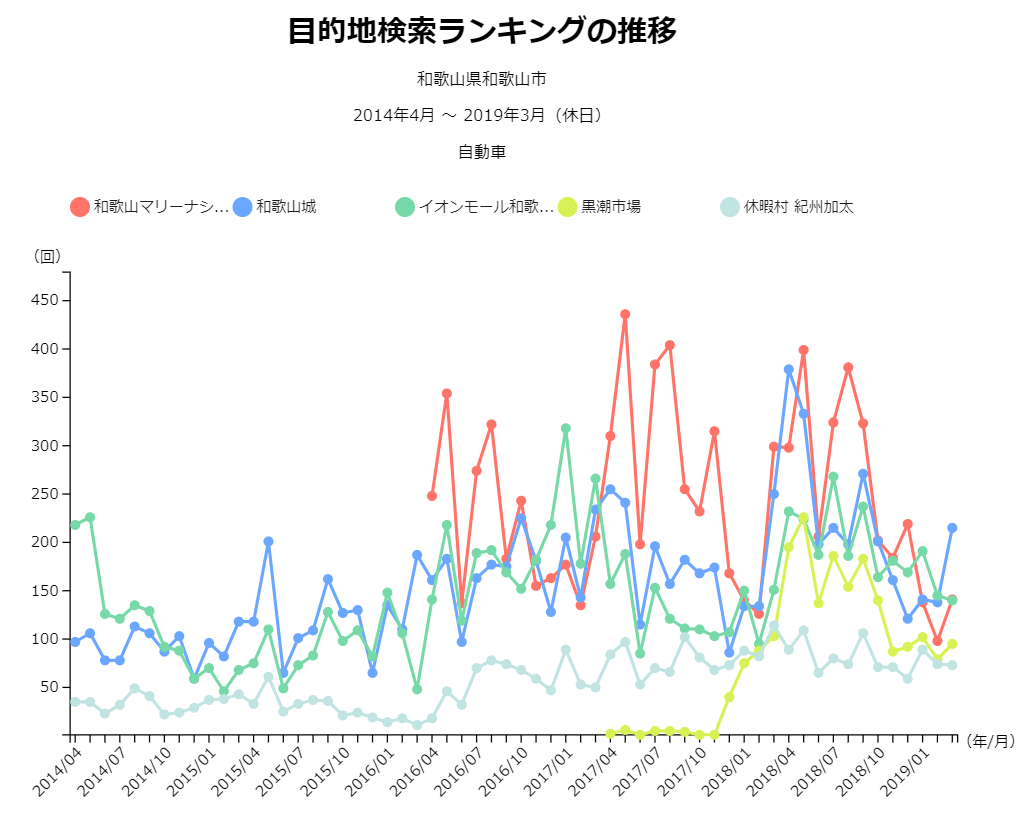 目的地検索ランキングの推移
和歌山県和歌山市
2014年4月 ～ 2019年3月（休日）
自動車
和歌山マリーナシ... 和歌山城 イオンモール和歌... 黒潮市場 休暇村 紀州加太
（回）
450
400
350
300
250
200
150
100
50
（年/月）
2014/04 2014/07 2014/10 2015/01 2015/04 2015/07 2015/10 2016/01 2016/04 2016/07 2016/10 2017/01 2017/04 2017/07 2017/10 2018/01 2018/04 2018/07 2018/10 2019/01